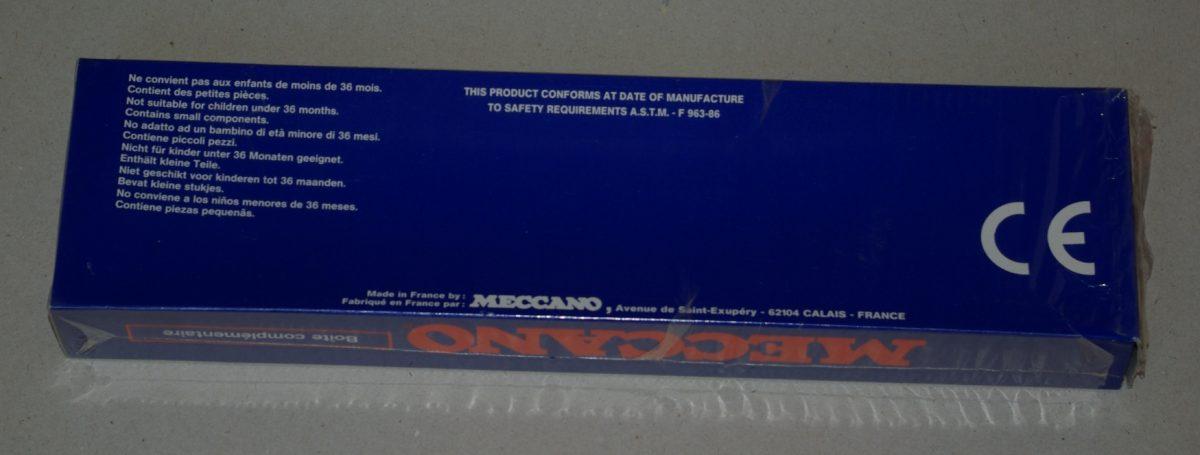 Ne convient pas aux enfants de moins de 36 mois.
Contient des petites pièces.
Not suitable for children under 36 months.
Contains small components.
No adatto ad un bambino di età minore di 36 mesi.
Contiene piccoli pezzi.
Nicht für kinder unter 36 Monaten geeignet.
Enthält kleine Teile.
Niet geschikt voor kinderen tot 36 maanden.
Bevat kleine stukjes.
No conviene a los niños menores de 36 meses.
Contiene piezas pequenãs.
THIS PRODUCT CONFORMS AT DATE OF MANUFACTURE
TO SAFETY REQUIREMENTS A.S.T.M. - F 963-86
CE
Made in France by :
Fabriqué en France par : MECCANO , Avenue de Saint-Exupéry - 62104 CALAIS - FRANCE
MECCANO
Boîte complémentaire